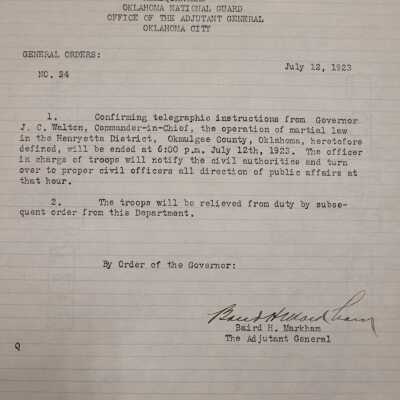 OKLAHOMA NATIONAL GUARD
OFFICE OF THE ADJUTANT GENERAL
OKLAHOMA CITY
GENERAL ORDERS:
July 12, 1923
NO. 24
1. Confirming telegraphic instructions from Governor
J. C. Walton, Commander-in-Chief, the operation of martial law
in the Henryetta District, Okmulgee County, Oklahoma, heretofore
defined, will be ended at 6:00 p.m. July 12th, 1923. The officer
in charge of troops will notify the civil authorities and turn
over to proper civil officers all direction of public affairs at
that hour.
2. The troops will be relieved from duty by subse-
quent order from this Department.
By Order of the Governor:
Baird H Markham
Baird H. Markham
The Adjutant General
Q